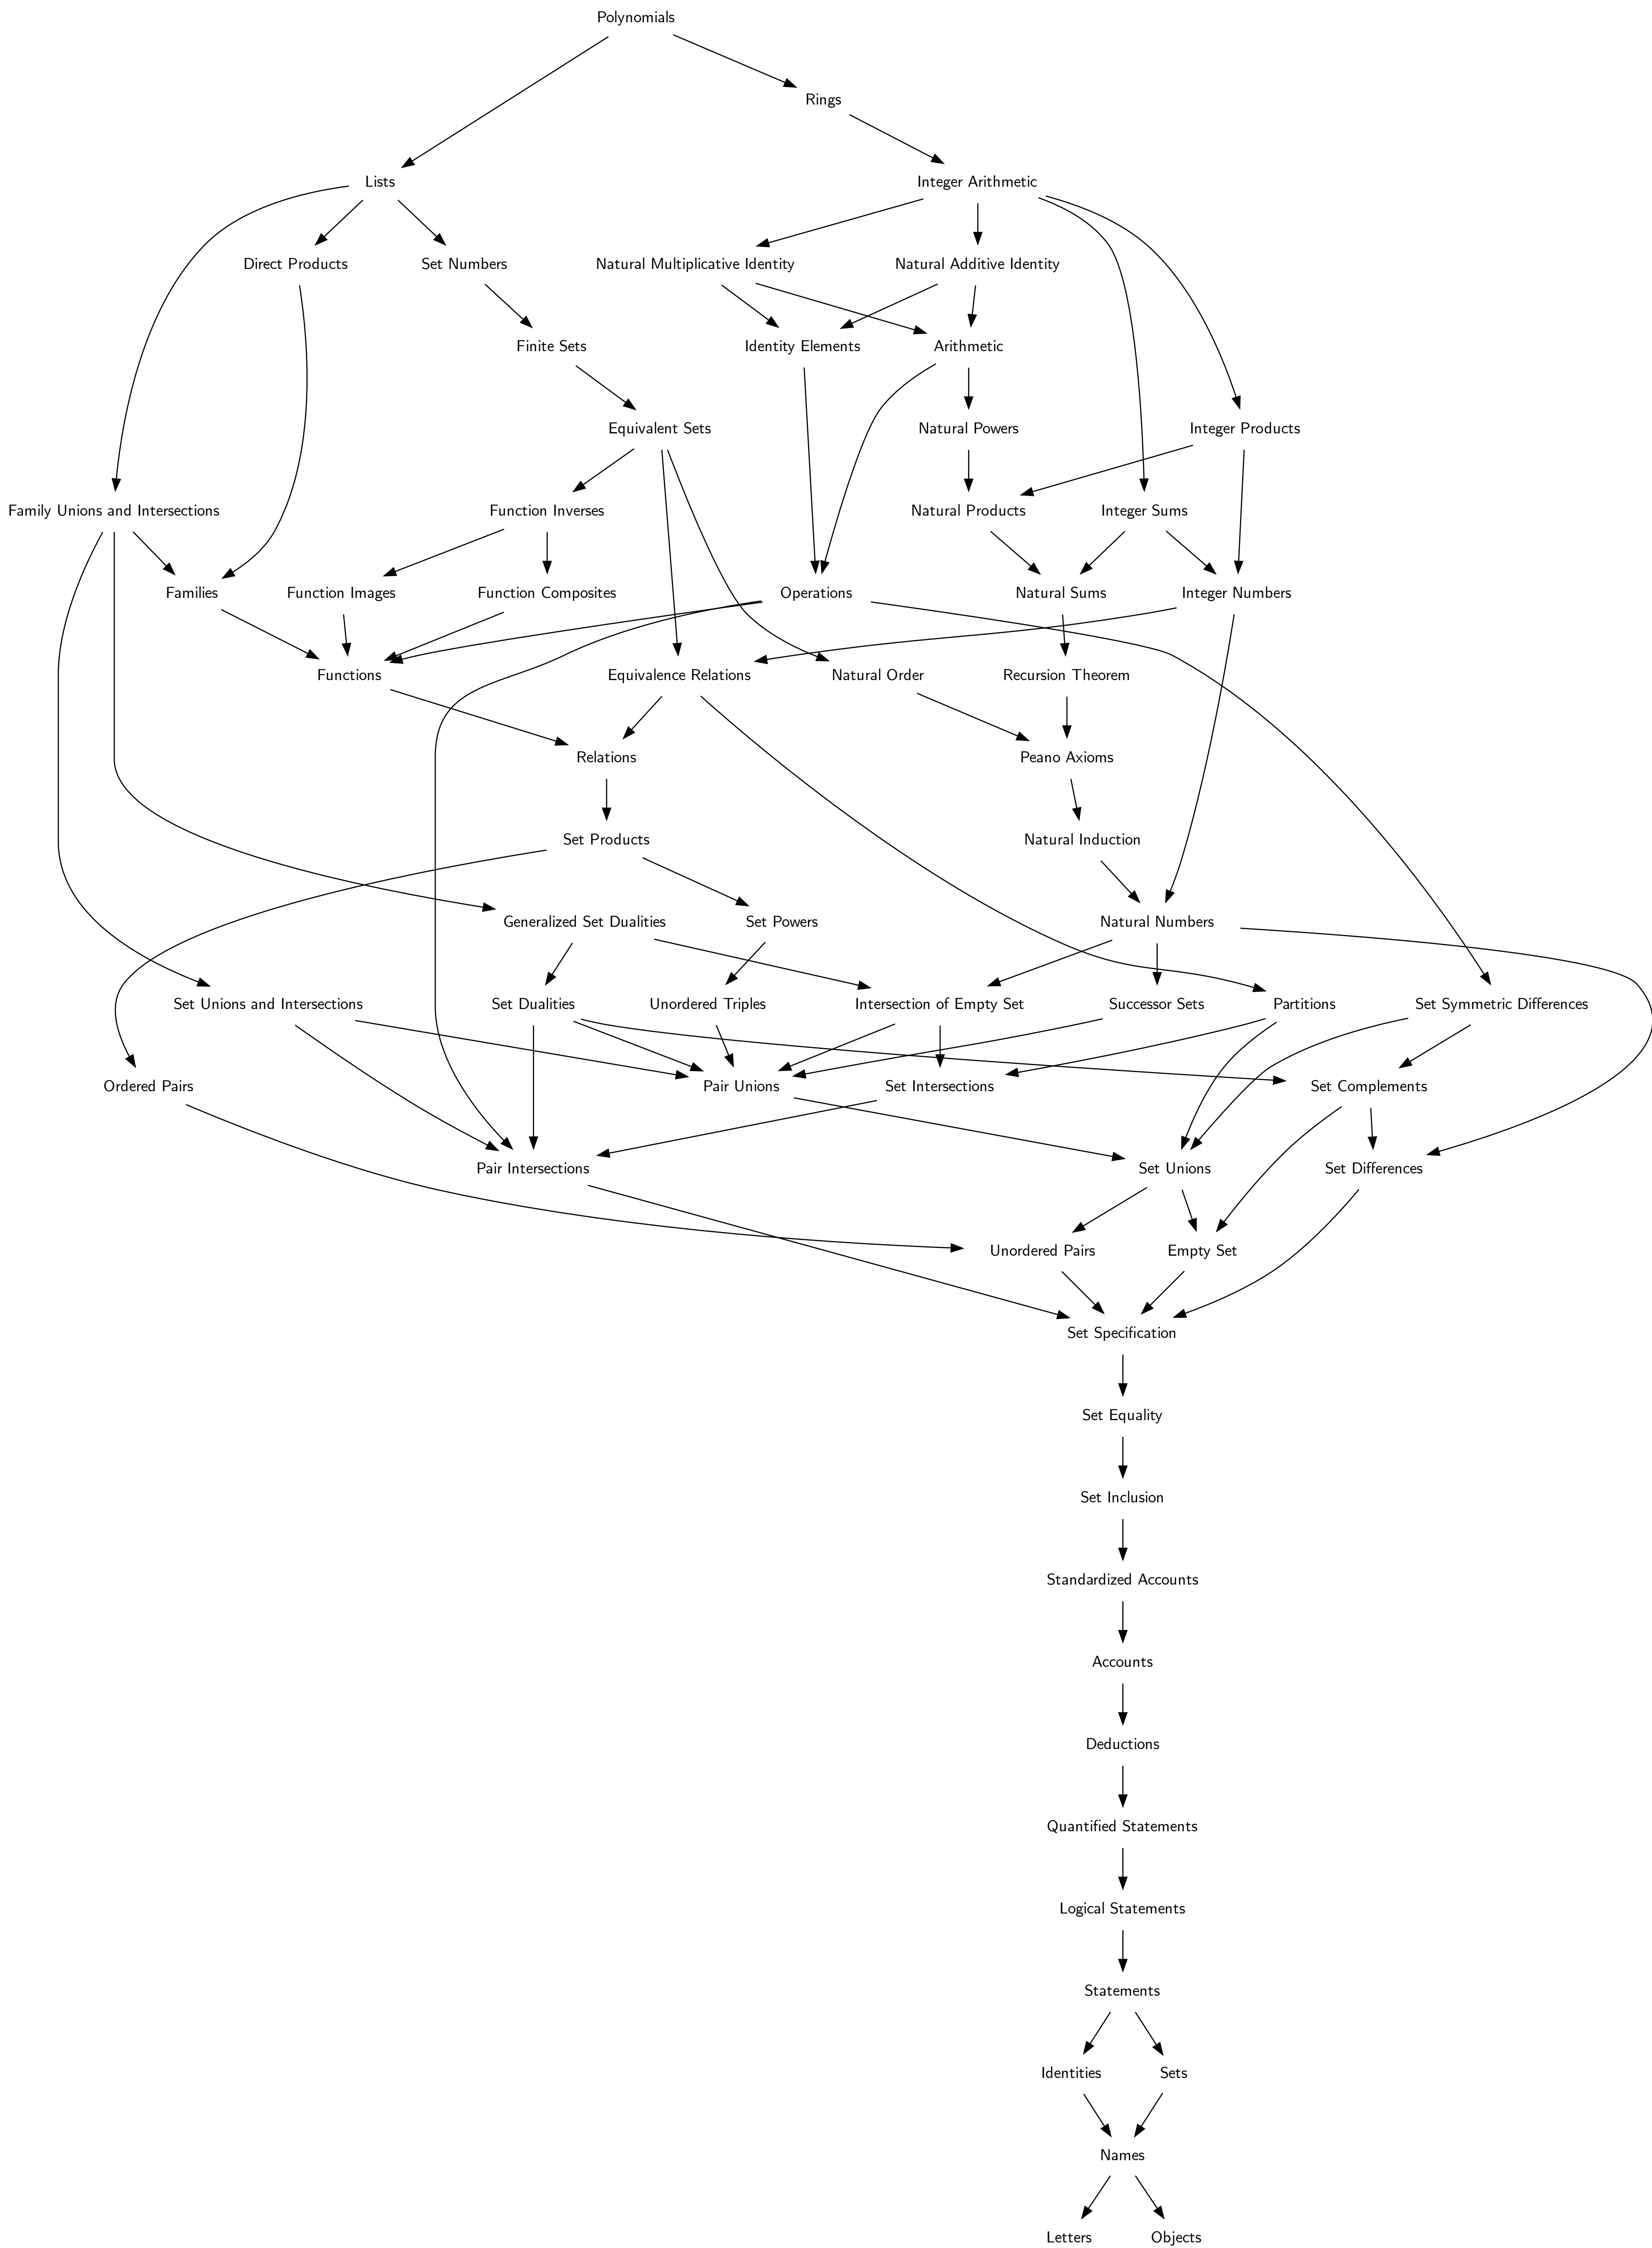 Polynomials
Rings
Lists
Integer Arithmetic
Direct Products
Set Numbers
Natural Multiplicative Identity
Natural Additive Identity
Finite Sets
Identity Elements
Arithmetic
Equivalent Sets
Natural Powers
Integer Products
Family Unions and Intersections
Function Inverses
Natural Products
Integer Sums
Families
Function Images
Function Composites
Operations
Natural Sums
Integer Numbers
Functions
Equivalence Relations
Natural Order
Recursion Theorem
Relations
Peano Axioms
Set Products
Natural Induction
Generalized Set Dualities
Set Powers
Natural Numbers
Set Unions and Intersections
Set Dualities
Unordered Triples
Intersection of Empty Set
Successor Sets
Partitions
Set Symmetric Differences
Ordered Pairs
Pair Unions
Set Intersections
Set Complements
Pair Intersections
Set Unions
Set Differences
Unordered Pairs
Empty Set
Set Specification
Set Equality
Set Inclusion
Standardized Accounts
Accounts
Deductions
Quantified Statements
Logical Statements
Statements
Identities
Sets
Names
Letters
Objects